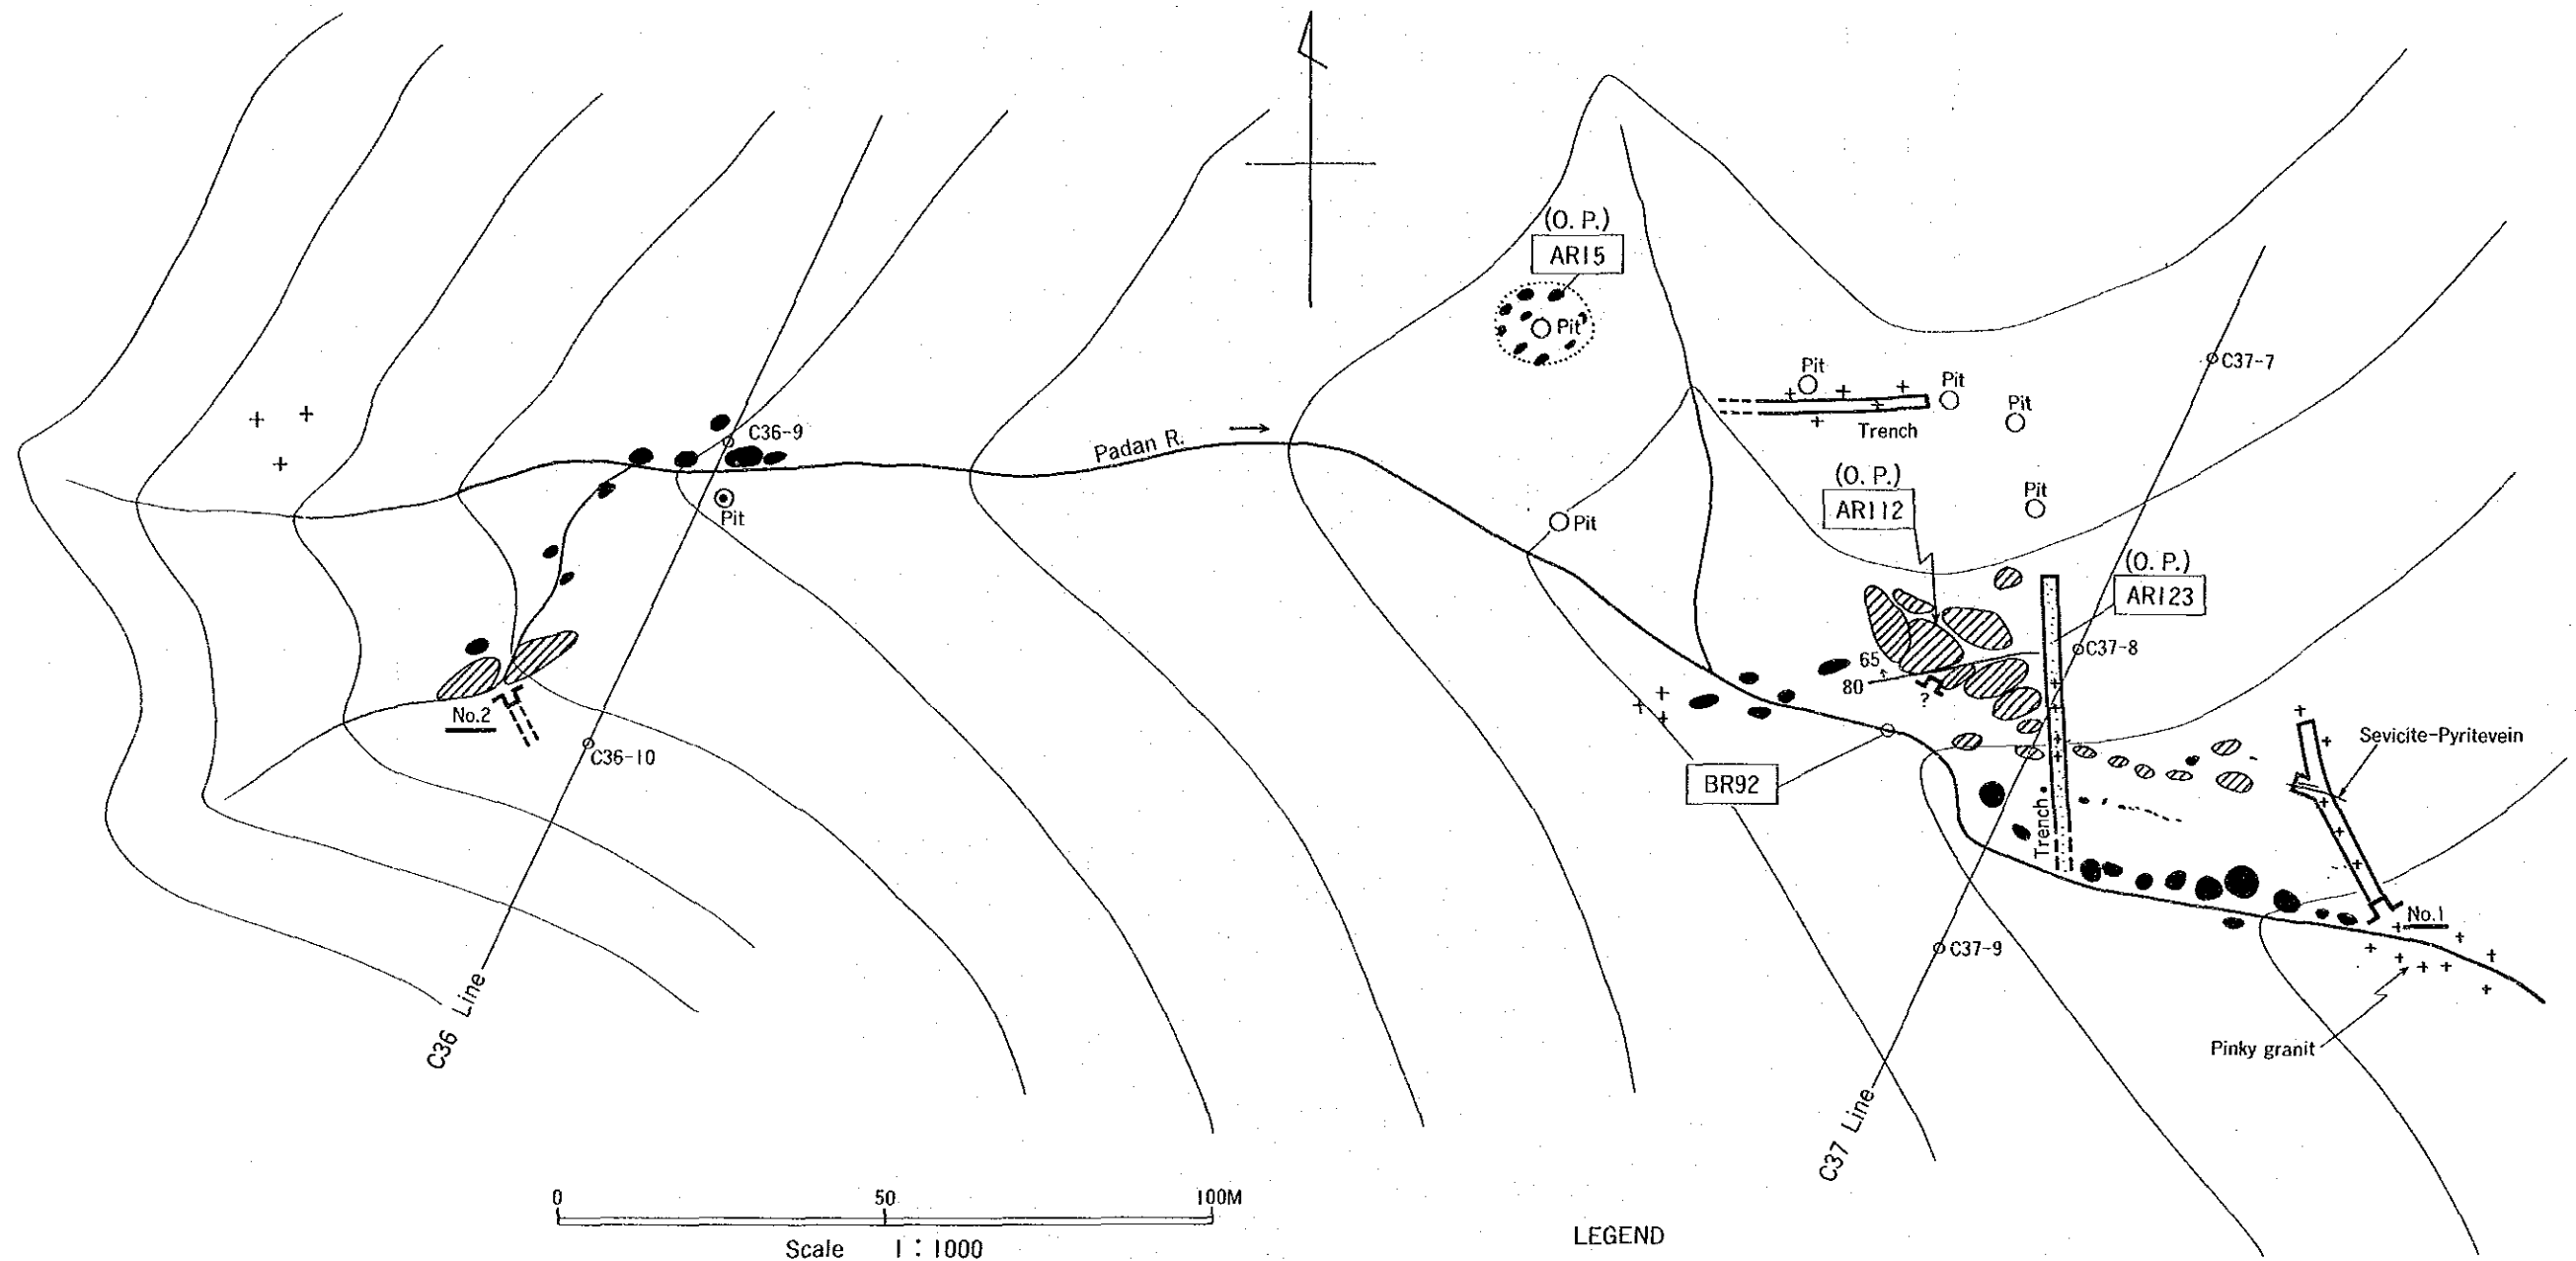 (O. P.)
AR15
Pit
C37-7
Pit
Pit
Pit
Trench
C36-9
Padan R.
(O. P.)
AR112
Pit
Pit
Pit
(O. P.)
AR123
C37-8
65
80
?
No.2
C36-10
BR92
Sevicite-Pyritevein
Trench
No.1
C37-9
Pinky granit
C36 Line
C37 Line
0 50 100M
Scale 1 : 1000
LEGEND